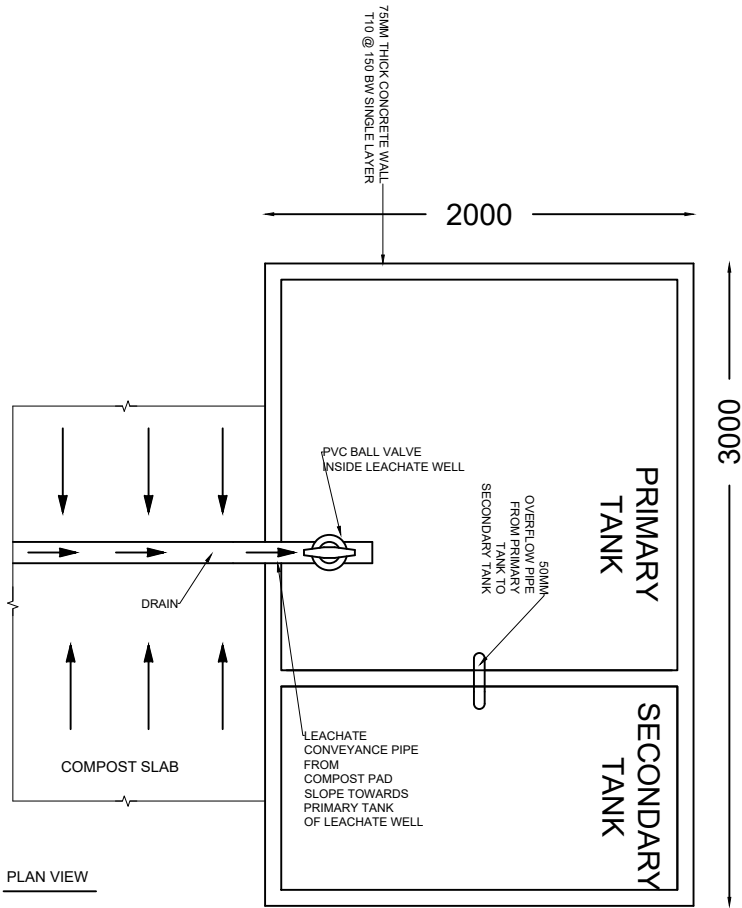 75MM THICK CONCRETE WALL
T10 @ 150 BW SINGLE LAYER
2000
3000
PRIMARY
TANK
PVC BALL VALVE
INSIDE LEACHATE WELL
50MM
OVERFLOW PIPE
FROM PRIMARY
TANK TO
SECONDARY TANK
DRAIN
SECONDARY
TANK
LEACHATE
CONVEYANCE PIPE
FROM
COMPOST PAD
SLOPE TOWARDS
PRIMARY TANK
OF LEACHATE WELL
COMPOST SLAB
PLAN VIEW